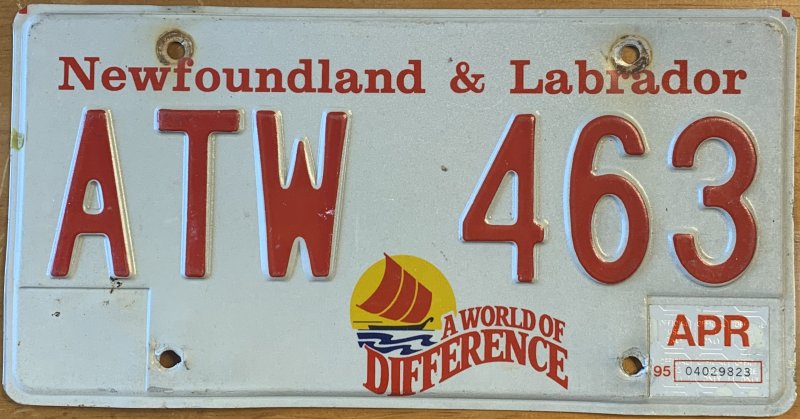 Newfoundland & Labrador
ATW 463
A WORLD OF
DIFFERENCE
APR
95 04029823